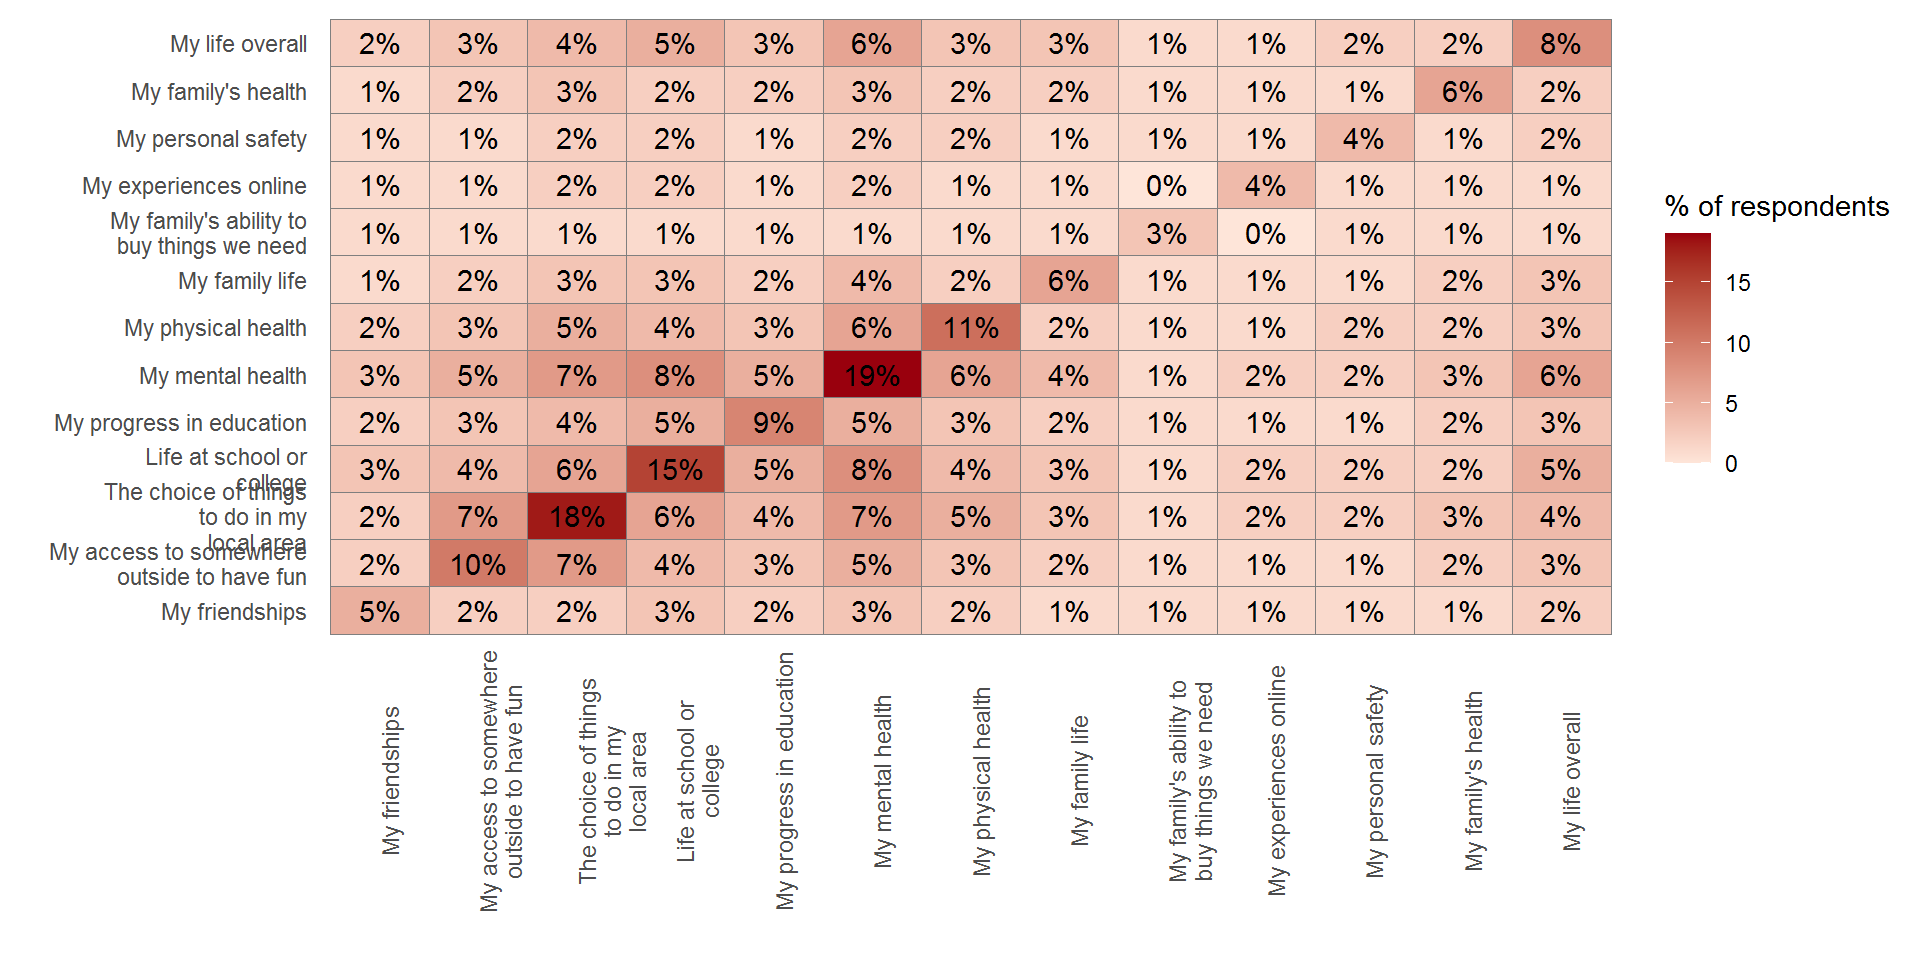 My life overall 2% 3% 4% 5% 3% 6% 3% 3% 1% 1% 2% 2% 8%
My family's health 1% 2% 3% 2% 2% 3% 2% 2% 1% 1% 1% 6% 2%
My personal safety 1% 1% 2% 2% 1% 2% 2% 1% 1% 1% 4% 1% 2%
My experiences online 1% 1% 2% 2% 1% 2% 1% 1% 0% 4% 1% 1% 1%
My family's ability to
buy things we need 1% 1% 1% 1% 1% 1% 1% 1% 3% 0% 1% 1% 1%
My family life 1% 2% 3% 3% 2% 4% 2% 6% 1% 1% 1% 2% 3%
My physical health 2% 3% 5% 4% 3% 6% 11% 2% 1% 1% 2% 2% 3%
My mental health 3% 5% 7% 8% 5% 19% 6% 4% 1% 2% 2% 3% 6%
My progress in education 2% 3% 4% 5% 9% 5% 3% 2% 1% 1% 1% 2% 3%
Life at school or
college 3% 4% 6% 15% 5% 8% 4% 3% 1% 2% 2% 2% 5%
The choice of things
to do in my
local area 2% 7% 18% 6% 4% 7% 5% 3% 1% 2% 2% 3% 4%
My access to somewhere
outside to have fun 2% 10% 7% 4% 3% 5% 3% 2% 1% 1% 1% 2% 3%
My friendships 5% 2% 2% 3% 2% 3% 2% 1% 1% 1% 1% 1% 2%
My friendships
My access to somewhere
outside to have fun
The choice of things
to do in my
local area
Life at school or
college
My progress in education
My mental health
My physical health
My family life
My family's ability to
buy things we need
My experiences online
My personal safety
My family's health
My life overall
% of respondents
15
10
5
0